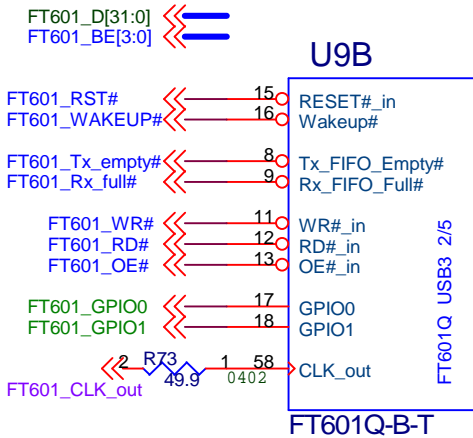 FT601_D[31:0]
FT601_BE[3:0]
U9B
FT601_RST# 15 RESET#_in
FT601_WAKEUP# 16 Wakeup#
FT601_Tx_empty# 8 Tx_FIFO_Empty#
FT601_Rx_full# 9 Rx_FIFO_Full#
FT601_WR# 11 WR#_in
FT601_RD# 12 RD#_in
FT601_OE# 13 OE#_in
FT601_GPIO0 17 GPIO0
FT601_GPIO1 18 GPIO1
FT601Q USB3 2/5
2 R73 1 58 CLK_out
49.9 0402
FT601_CLK_out
FT601Q-B-T